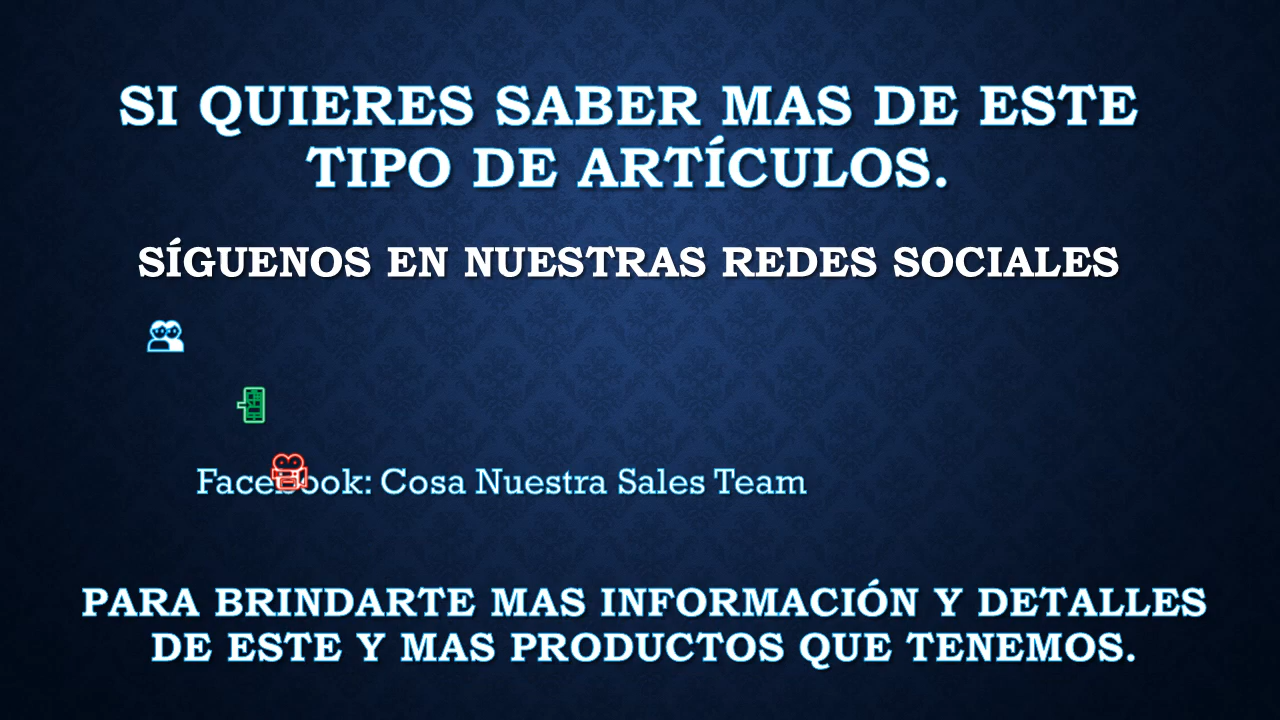 SI QUIERES SABER MAS DE ESTE
TIPO DE ARTÍCULOS.
SÍGUENOS EN NUESTRAS REDES SOCIALES
Facebook: Cosa Nuestra Sales Team
PARA BRINDARTE MAS INFORMACIÓN Y DETALLES
DE ESTE Y MAS PRODUCTOS QUE TENEMOS.